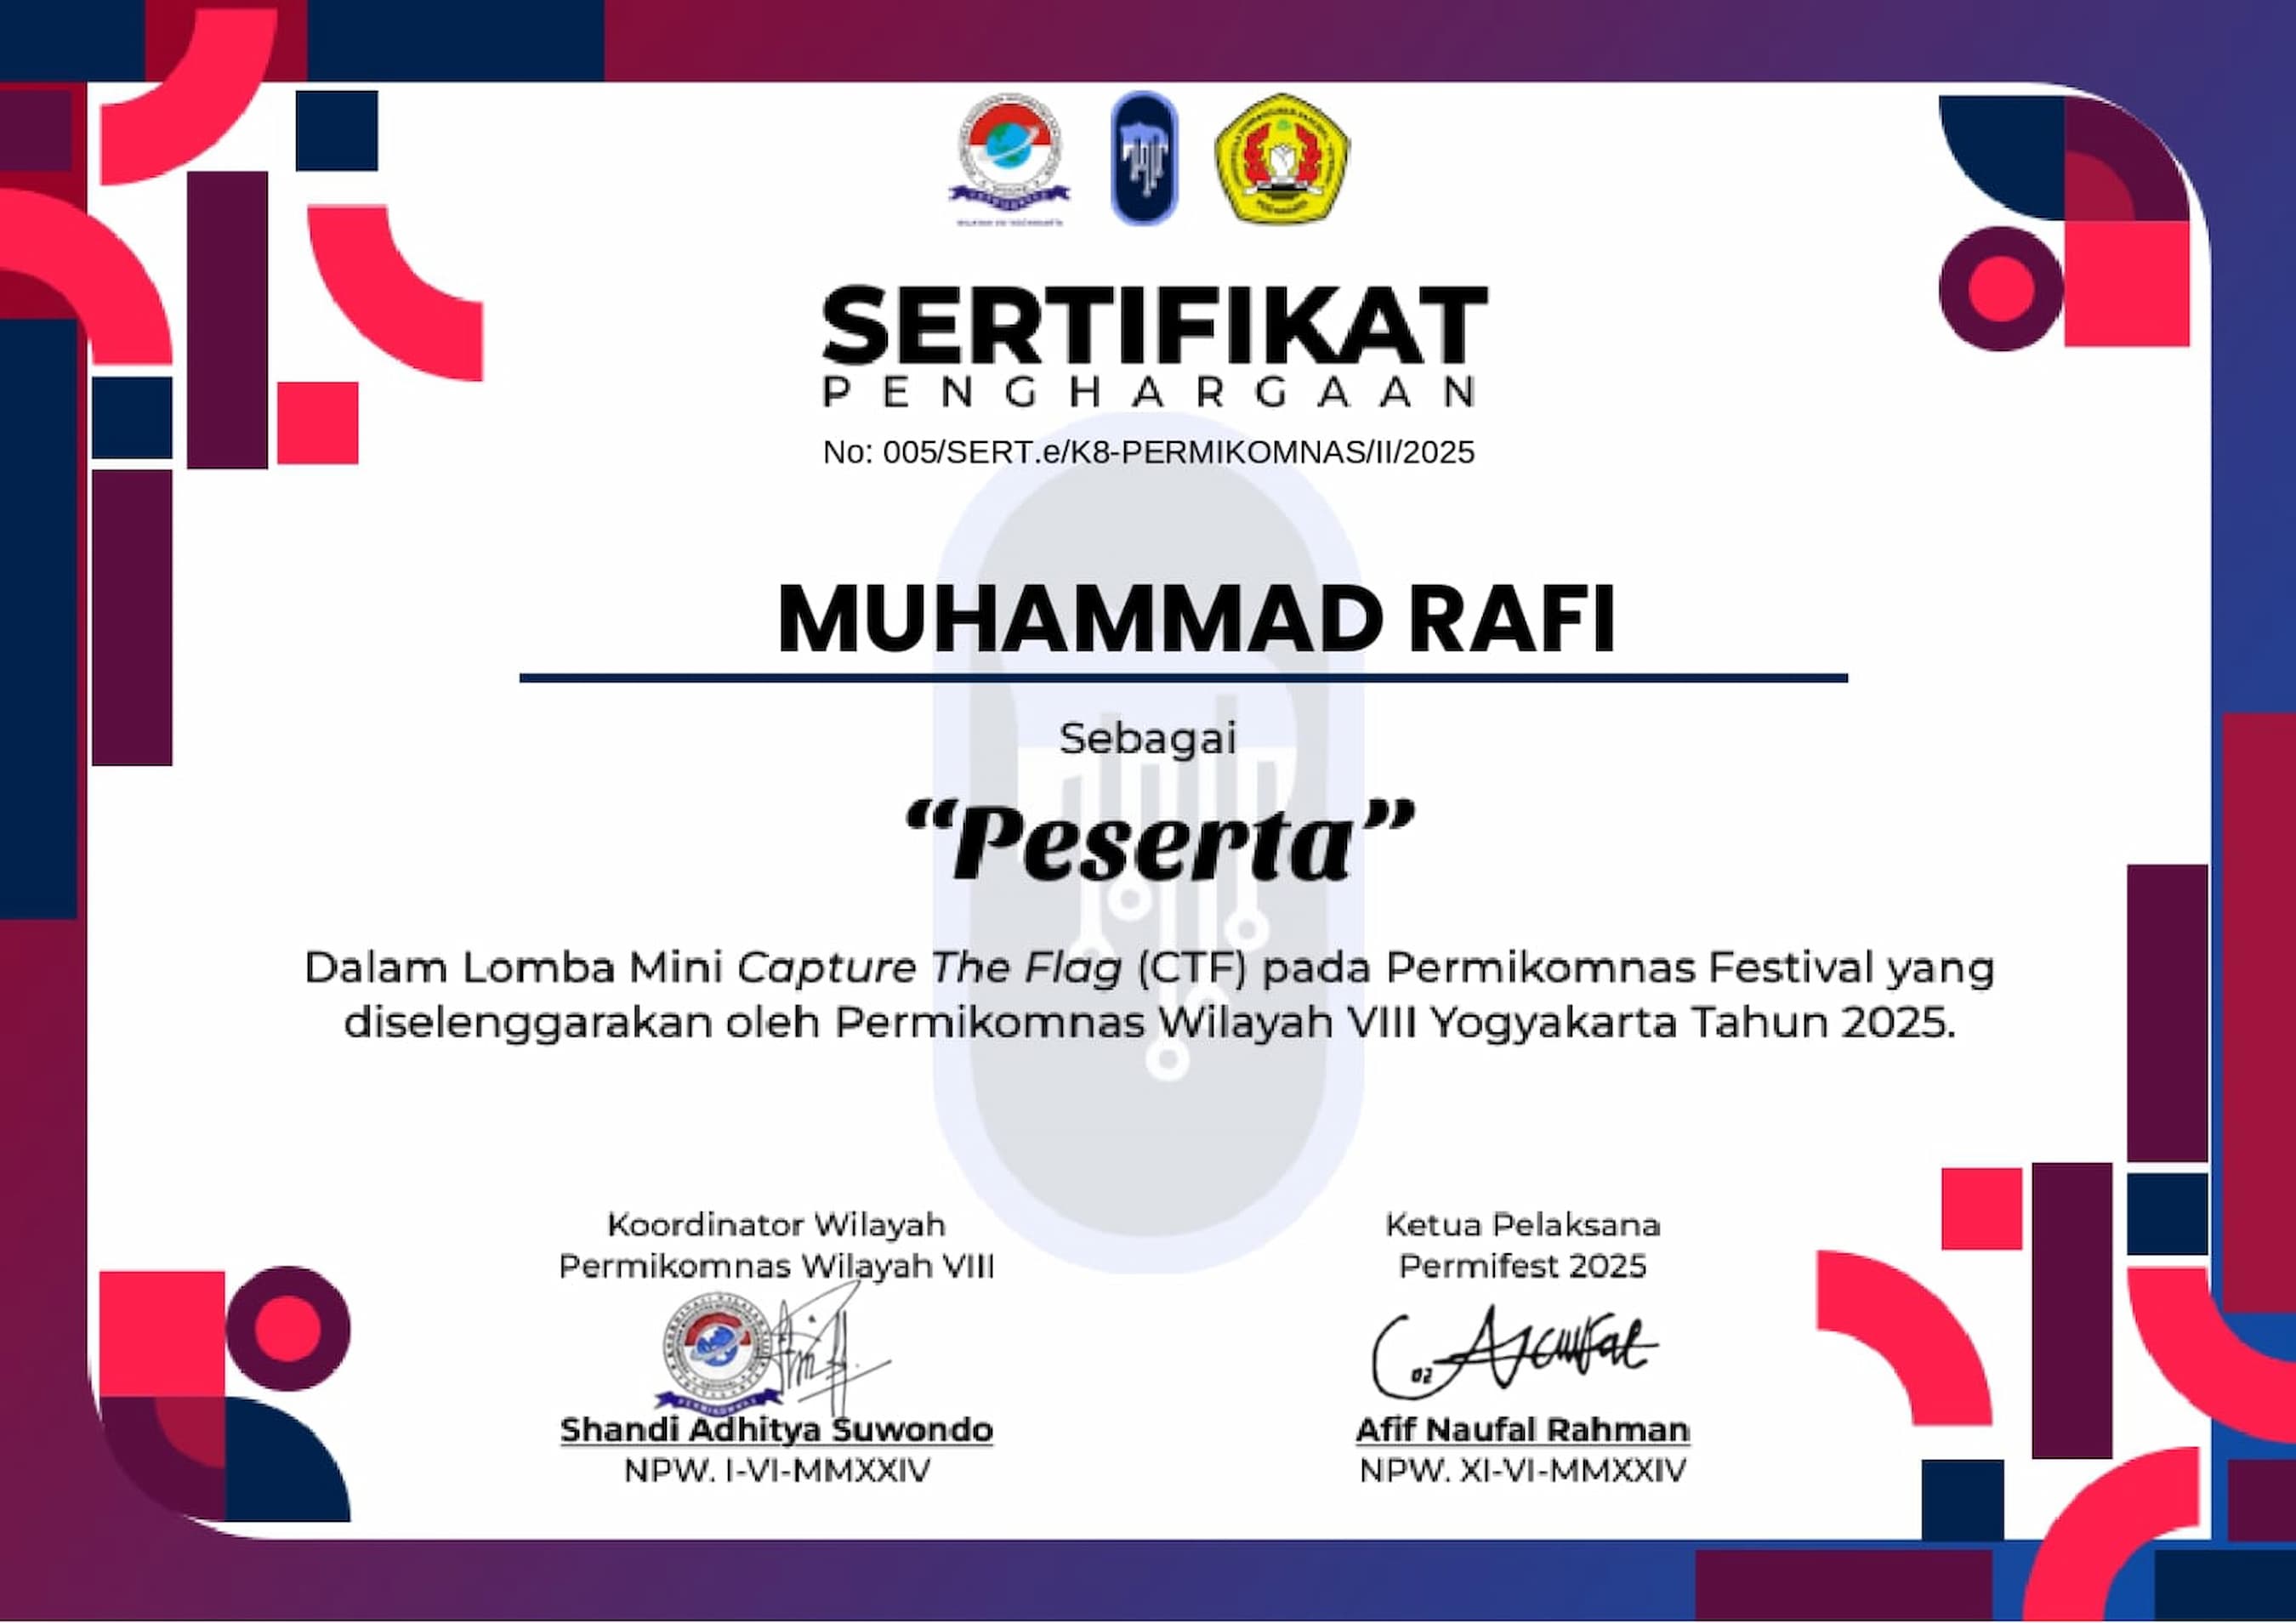 SERTIFIKAT
PENGHARGAAN
No: 005/SERT.e/K8-PERMIKOMNAS/II/2025
MUHAMMAD RAFI
Sebagai
“Peserta”
Dalam Lomba Mini Capture The Flag (CTF) pada Permikomnas Festival yang
diselenggarakan oleh Permikomnas Wilayah VIII Yogyakarta Tahun 2025.
Koordinator Wilayah
Permikomnas Wilayah VIII
Shandi Adhitya Suwondo
NPW. I-VI-MMXXIV
Ketua Pelaksana
Permifest 2025
Afif Naufal Rahman
NPW. XI-VI-MMXXIV